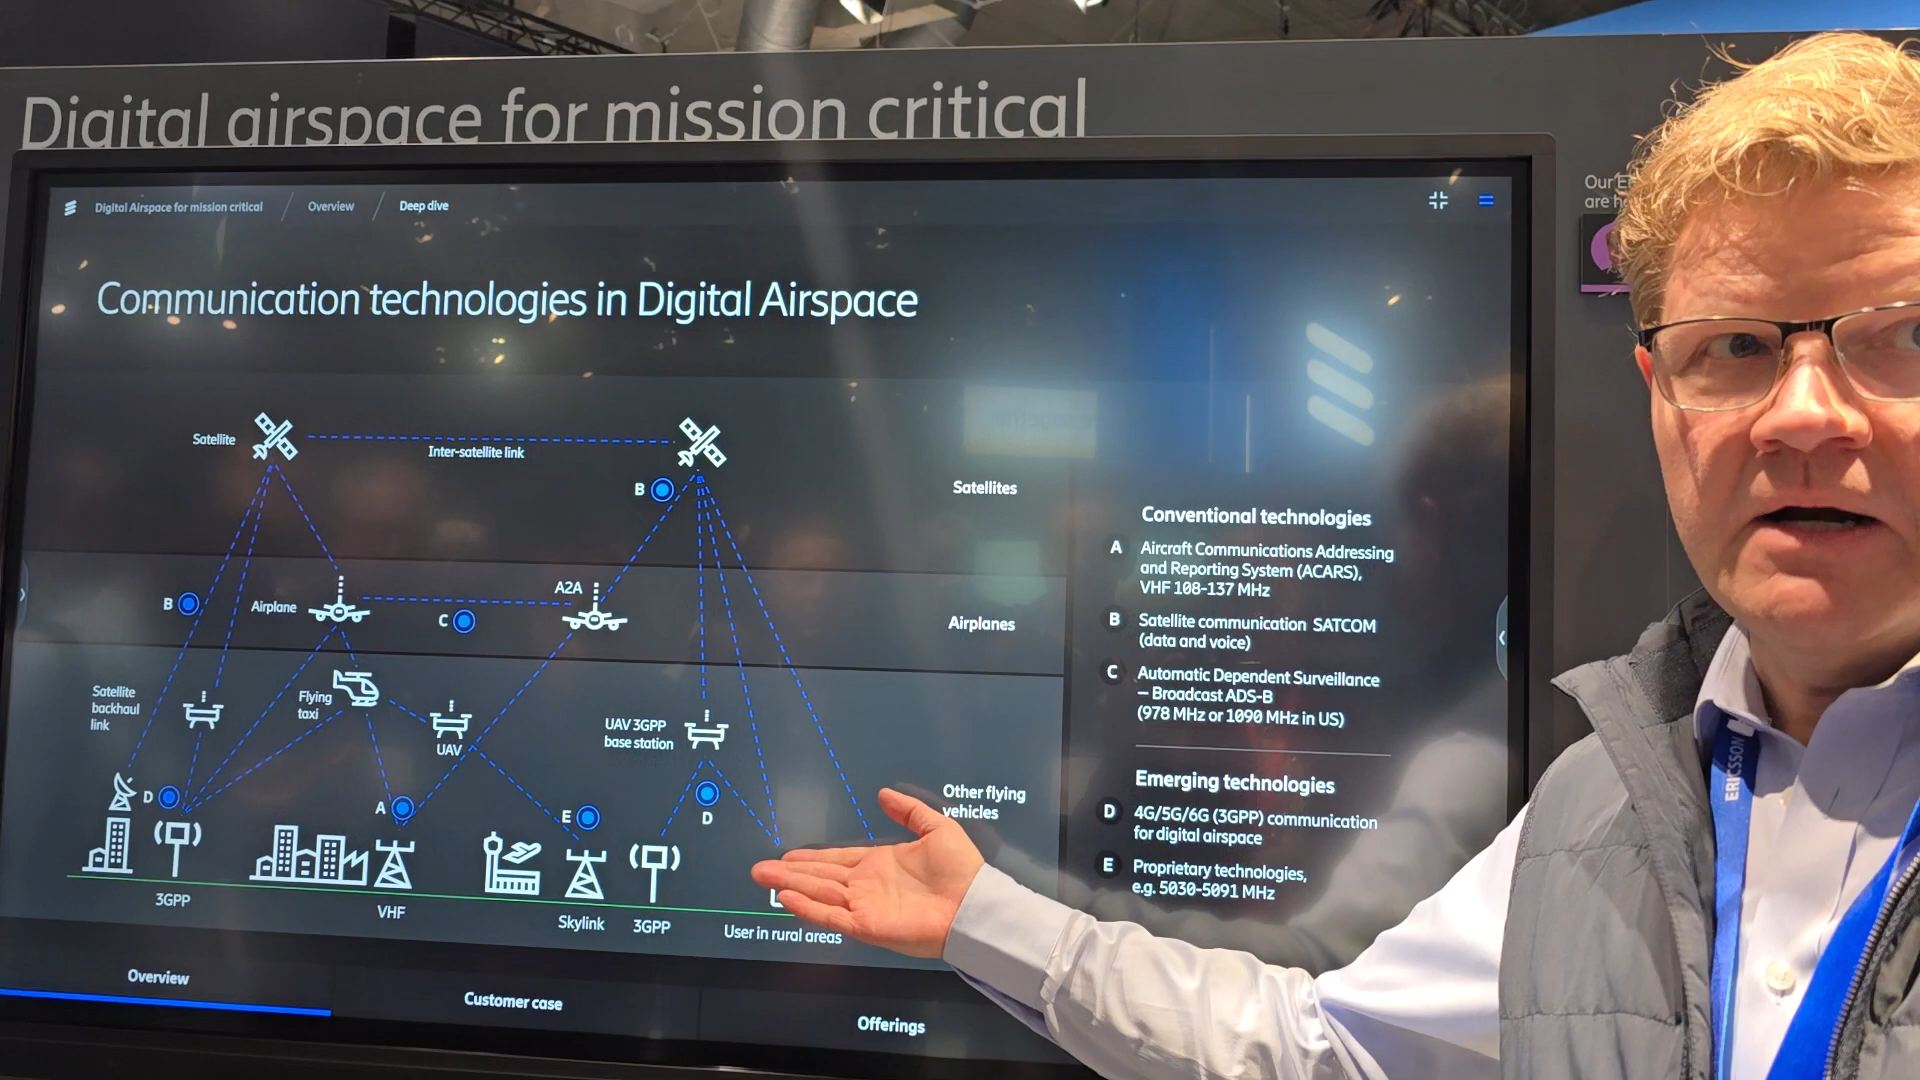 Digital airspace for mission critical
Digital Airspace for mission critical / Overview / Deep dive
Our
are
Communication technologies in Digital Airspace
Satellite
Inter-satellite link
B
Satellites
B
Airplane
A2A
C
Airplanes
Satellite
backhaul
link
Flying
taxi
UAV
UAV 3GPP
base station
Other flying
vehicles
D
A
E
D
3GPP
VHF
Skylink
3GPP
User in rural areas
Conventional technologies
A Aircraft Communications Addressing
and Reporting System (ACARS),
VHF 108-137 MHz
B Satellite communication SATCOM
(data and voice)
C Automatic Dependent Surveillance
– Broadcast ADS-B
(978 MHz or 1090 MHz in US)
Emerging technologies
D 4G/5G/6G (3GPP) communication
for digital airspace
E Proprietary technologies,
e.g. 5030-5091 MHz
Overview
Customer case
Offerings
ERICSSON